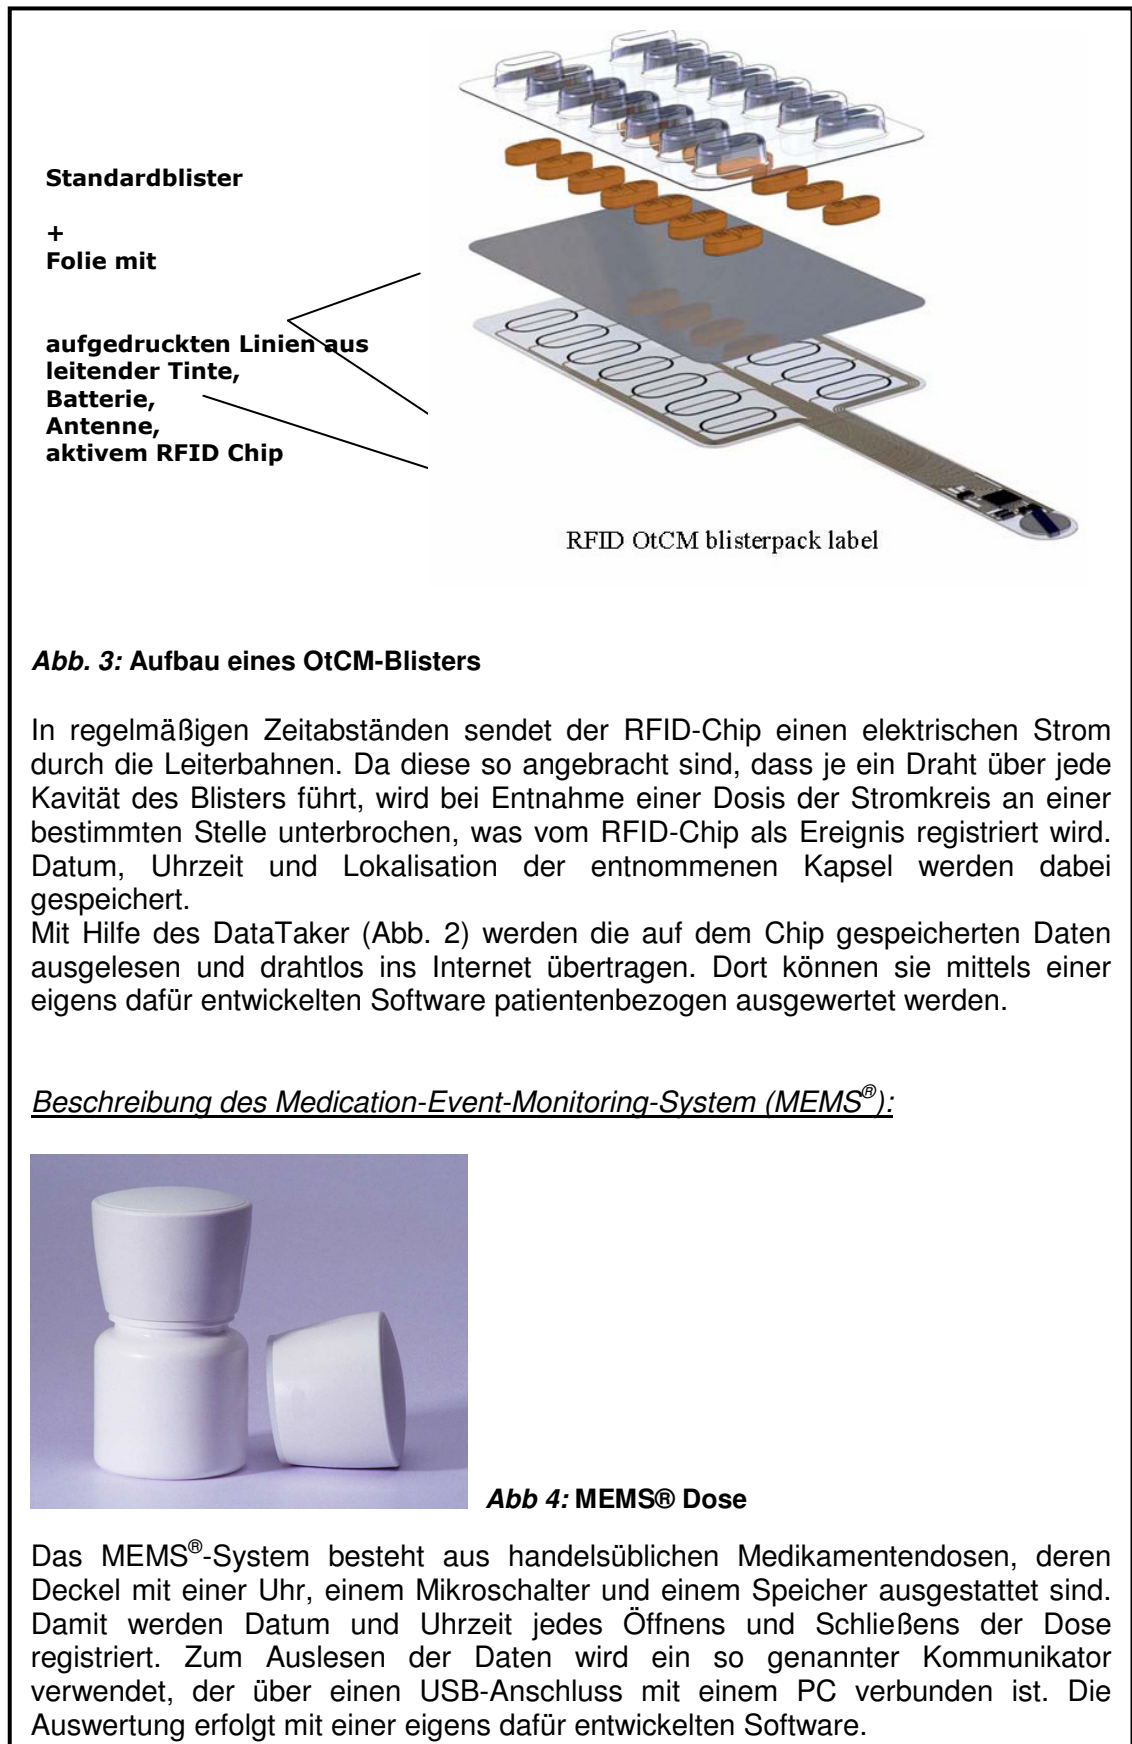 Standardblister
+
Folie mit
aufgedruckten Linien aus
leitender Tinte,
Batterie,
Antenne,
aktivem RFID Chip
RFID OtCM blisterpack label
Abb. 3: Aufbau eines OtCM-Blisters
In regelmäßigen Zeitabständen sendet der RFID-Chip einen elektrischen Strom
durch die Leiterbahnen. Da diese so angebracht sind, dass je ein Draht über jede
Kavität des Blisters führt, wird bei Entnahme einer Dosis der Stromkreis an einer
bestimmten Stelle unterbrochen, was vom RFID-Chip als Ereignis registriert wird.
Datum, Uhrzeit und Lokalisation der entnommenen Kapsel werden dabei
gespeichert.
Mit Hilfe des DataTaker (Abb. 2) werden die auf dem Chip gespeicherten Daten
ausgelesen und drahtlos ins Internet übertragen. Dort können sie mittels einer
eigens dafür entwickelten Software patientenbezogen ausgewertet werden.
Beschreibung des Medication-Event-Monitoring-System (MEMS®):
Abb 4: MEMS® Dose
Das MEMS®-System besteht aus handelsüblichen Medikamentendosen, deren
Deckel mit einer Uhr, einem Mikroschalter und einem Speicher ausgestattet sind.
Damit werden Datum und Uhrzeit jedes Öffnens und Schließens der Dose
registriert. Zum Auslesen der Daten wird ein so genannter Kommunikator
verwendet, der über einen USB-Anschluss mit einem PC verbunden ist. Die
Auswertung erfolgt mit einer eigens dafür entwickelten Software.